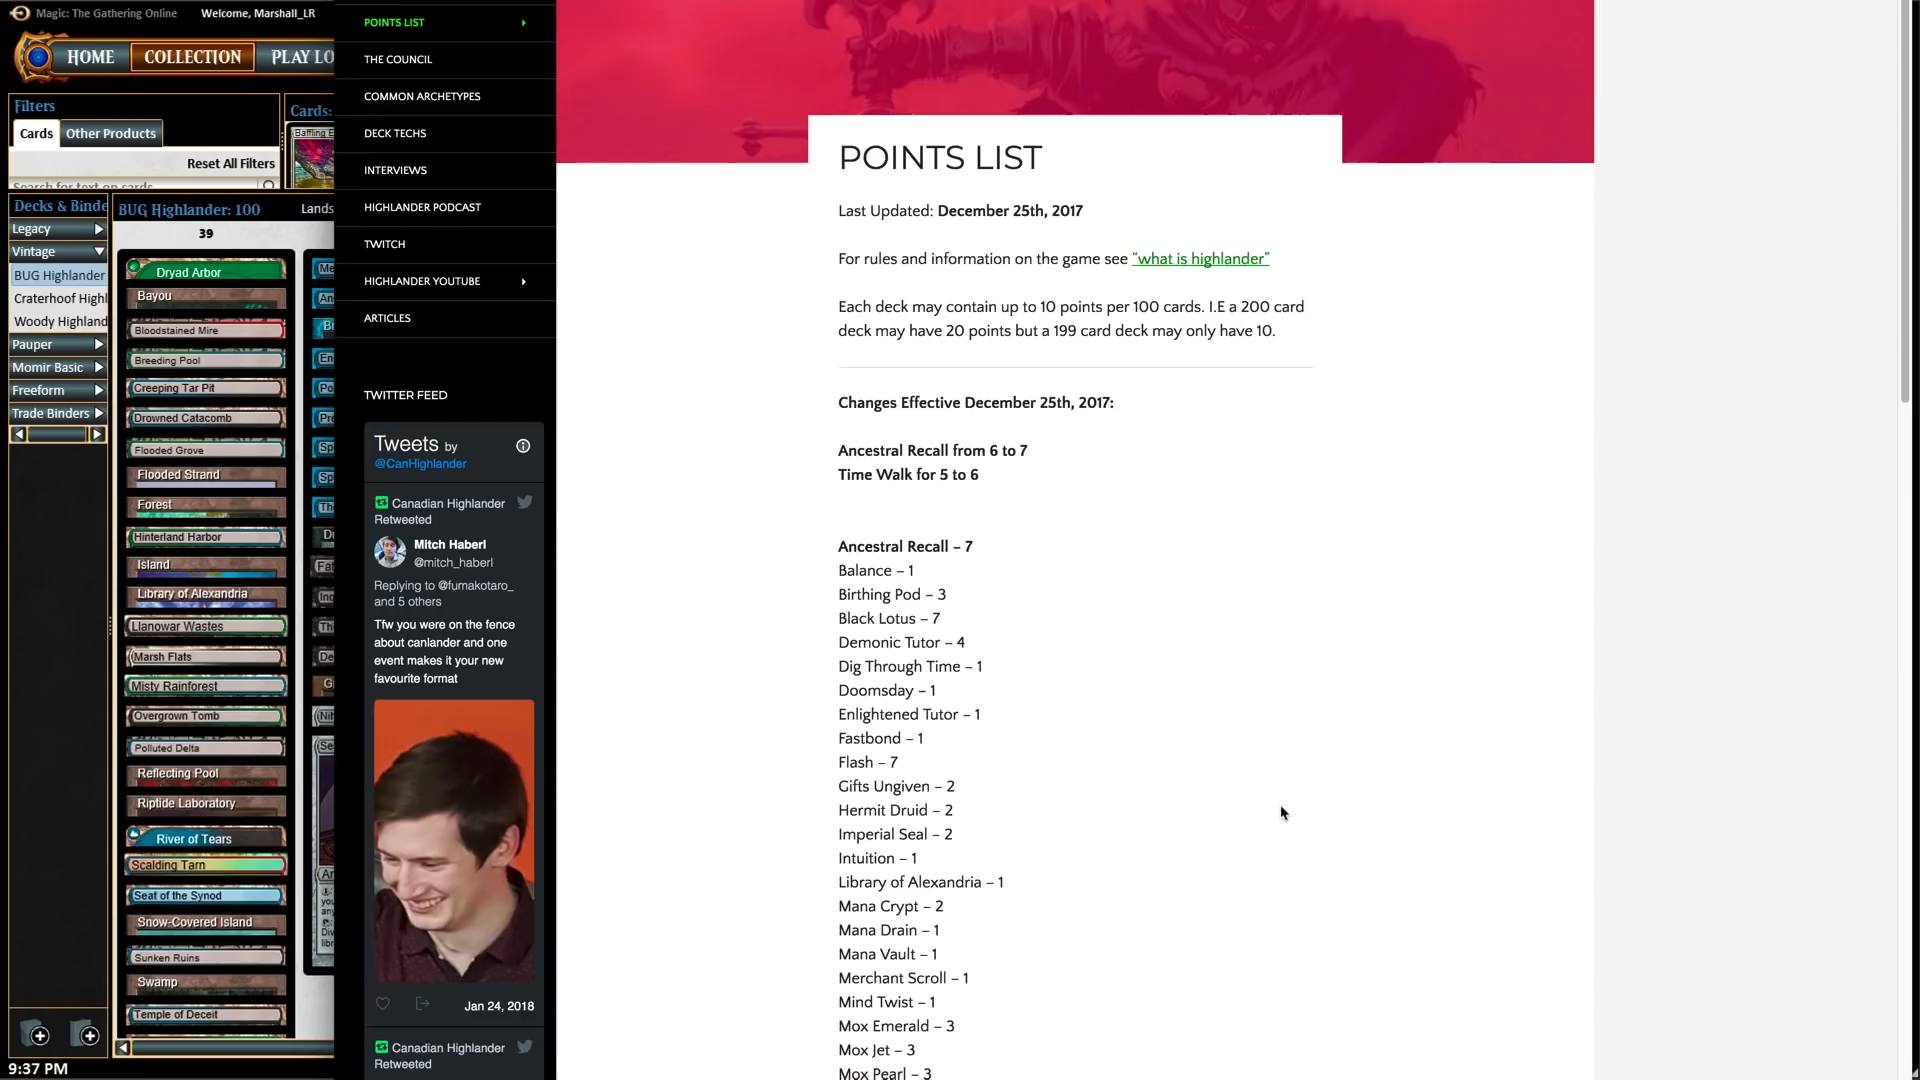 Magic: The Gathering Online
Welcome, Marshall_LR
HOME
COLLECTION
PLAY LO
Filters
Cards
Other Products
Reset All Filters
Search for text on cards
Cards:
Decks & Binde
Legacy
Vintage
BUG Highlander
Craterhoof Highl
Woody Highland
Pauper
Momir Basic
Freeform
Trade Binders
9:37 PM
BUG Highlander: 100
Lands
39
Dryad Arbor
Bayou
Bloodstained Mire
Breeding Pool
Creeping Tar Pit
Drowned Catacomb
Flooded Grove
Flooded Strand
Forest
Hinterland Harbor
Island
Library of Alexandria
Llanowar Wastes
Marsh Flats
Misty Rainforest
Overgrown Tomb
Polluted Delta
Reflecting Pool
Riptide Laboratory
River of Tears
Scalding Tarn
Seat of the Synod
Snow-Covered Island
Sunken Ruins
Swamp
Temple of Deceit
POINTS LIST
THE COUNCIL
COMMON ARCHETYPES
DECK TECHS
INTERVIEWS
HIGHLANDER PODCAST
TWITCH
HIGHLANDER YOUTUBE
ARTICLES
TWITTER FEED
Tweets by
@CanHighlander
Canadian Highlander
Retweeted
Mitch Haberl
@mitch_haberl
Replying to @fumakotaro_
and 5 others
Tfw you were on the fence
about canlander and one
event makes it your new
favourite format
Jan 24, 2018
Canadian Highlander
Retweeted
POINTS LIST
Last Updated: December 25th, 2017
For rules and information on the game see “what is highlander”
Each deck may contain up to 10 points per 100 cards. I.E a 200 card
deck may have 20 points but a 199 card deck may only have 10.
Changes Effective December 25th, 2017:
Ancestral Recall from 6 to 7
Time Walk for 5 to 6
Ancestral Recall – 7
Balance – 1
Birthing Pod – 3
Black Lotus – 7
Demonic Tutor – 4
Dig Through Time – 1
Doomsday – 1
Enlightened Tutor – 1
Fastbond – 1
Flash – 7
Gifts Ungiven – 2
Hermit Druid – 2
Imperial Seal – 2
Intuition – 1
Library of Alexandria – 1
Mana Crypt – 2
Mana Drain – 1
Mana Vault – 1
Merchant Scroll – 1
Mind Twist – 1
Mox Emerald – 3
Mox Jet – 3
Mox Pearl – 3